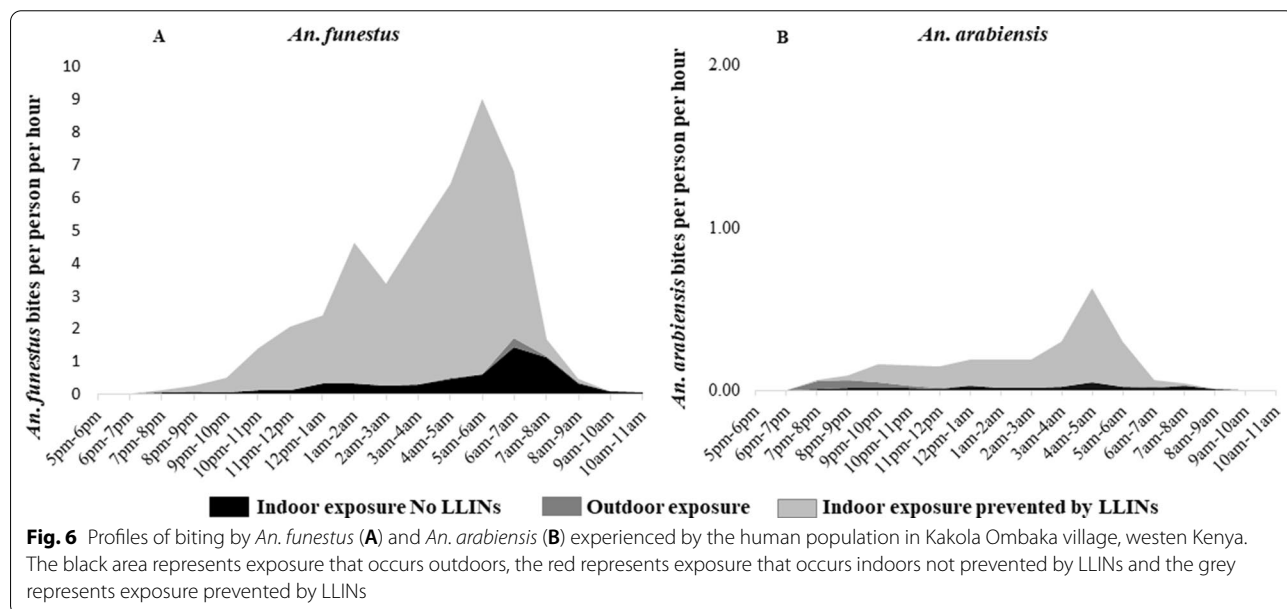 A An. funestus
An. funestus bites per person per hour
10
9
8
7
6
5
4
3
2
1
0
5pm-6pm
6pm-7pm
7pm-8pm
8pm-9pm
9pm-10pm
10pm-11pm
11pm-12pm
12pm-1am
1am-2am
2am-3am
3am-4am
4am-5am
5am-6am
6am-7am
7am-8am
8am-9am
9am-10am
10am-11am
B An. arabiensis
An. arabiensis bites per person per hour
2.00
1.00
0.00
5pm-6pm
6pm-7pm
7pm-8pm
8pm-9pm
9pm-10pm
10pm-11pm
11pm-12pm
12pm-1am
1am-2am
2am-3am
3am-4am
4am-5am
5am-6am
6am-7am
7am-8am
8am-9am
9am-10am
10am-11am
Indoor exposure No LLINs Outdoor exposure Indoor exposure prevented by LLINs
Fig. 6 Profiles of biting by An. funestus (A) and An. arabiensis (B) experienced by the human population in Kakola Ombaka village, westen Kenya.
The black area represents exposure that occurs outdoors, the red represents exposure that occurs indoors not prevented by LLINs and the grey
represents exposure prevented by LLINs